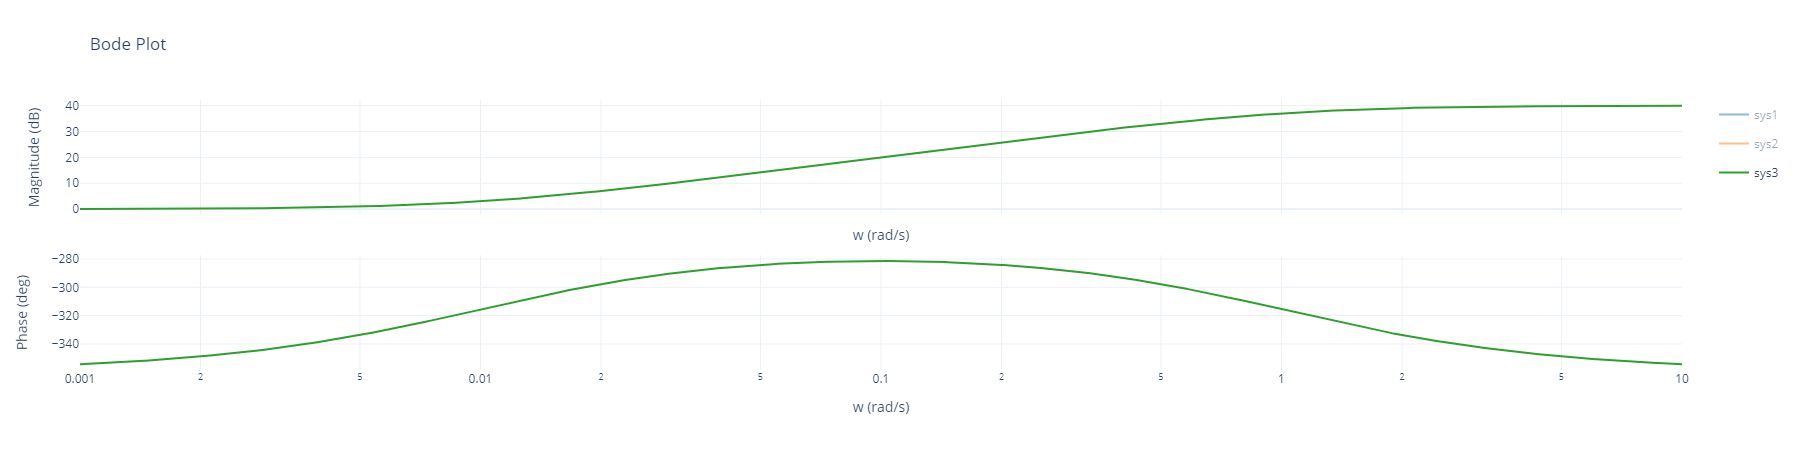 Bode Plot
Magnitude (dB)
40
30
20
10
0
w (rad/s)
sys1
sys2
sys3
Phase (deg)
−280
−300
−320
−340
0.001 2 5 0.01 2 5 0.1 2 5 1 2 5 10
w (rad/s)